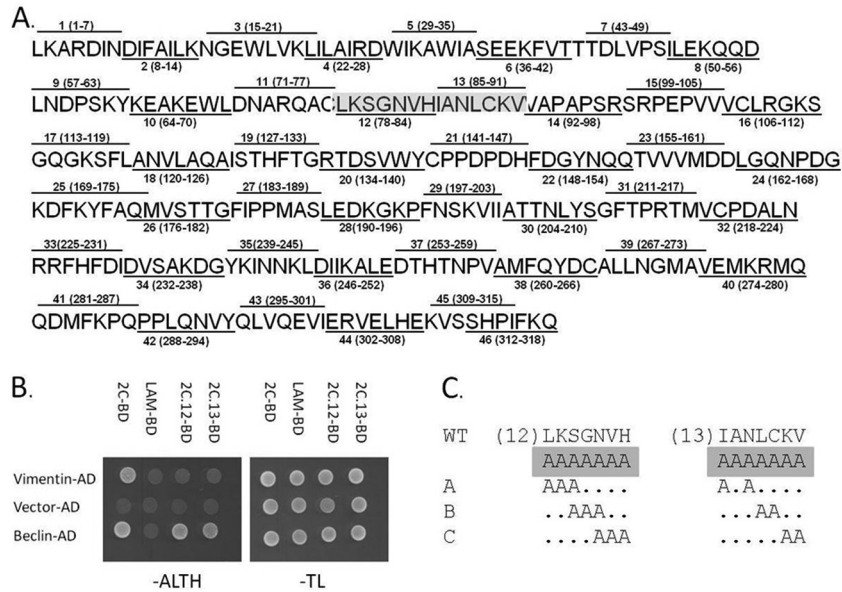 A.
1 (1-7) 3 (15-21) 5 (29-35) 7 (43-49)
LKARDINDIFAILKNGEWLVKLILAIRDWIKAWIASEEKFVTTTDLVPSILEKQQD
2 (8-14) 4 (22-28) 6 (36-42) 8 (50-56)
9 (57-63) 11 (71-77) 13 (85-91) 15(99-105)
LNDPSKYKEAKEWLDNARQACLKSGNVHIANLCKVVAPAPSRSRPEPVVVCLRGKS
10 (64-70) 12 (78-84) 14 (92-98) 16 (106-112)
17 (113-119) 19 (127-133) 21 (141-147) 23 (155-161)
GQGKSFLANVLAQAISTHFTGRTDSVWYCPPDPDHFDGYNQQTVVVMDDLGQNPDG
18 (120-126) 20 (134-140) 22 (148-154) 24 (162-168)
25 (169-175) 27 (183-189) 29 (197-203) 31 (211-217)
KDFKYFAQMVSTTGFIPPMASLEDKGKPFNSKVIIATTNLYSGFTPRTMVCPDALN
26 (176-182) 28(190-196) 30 (204-210) 32 (218-224)
33(225-231) 35(239-245) 37 (253-259) 39 (267-273)
RRFHFDIDVSAKDGYKINNKLDIIKALEDTHTNPVAMFQYDCALLNGMAVEMKRMQ
34 (232-238) 36 (246-252) 38 (260-266) 40 (274-280)
41 (281-287) 43 (295-301) 45 (309-315)
QDMFKPQPPLQNVYQLVQEVIERVELHEKVSSHPIFKQ
42 (288-294) 44 (302-308) 46 (312-318)
B.
2C-BD LAM-BD 2C.12-BD 2C.13-BD 2C-BD LAM-BD 2C.12-BD 2C.13-BD
Vimentin-AD
Vector-AD
Beclin-AD
-ALTH -TL
C.
WT (12)LKSGNVH (13)IANLCKV
AAAAAAA AAAAAAA
A AAA.... A.A....
B ..AAA.. ...AA..
C ....AAA .....AA